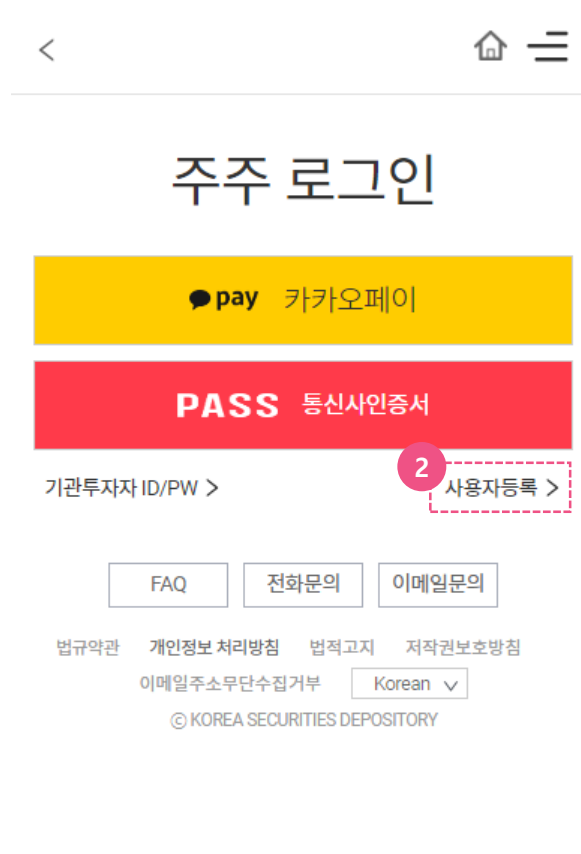 주주 로그인
pay 카카오페이
PASS 통신사인증서
2
기관투자자 ID/PW 사용자등록
FAQ 전화문의 이메일문의
법규약관 개인정보 처리방침 법적고지 저작권보호방침
이메일주소무단수집거부 Korean
ⓒ KOREA SECURITIES DEPOSITORY